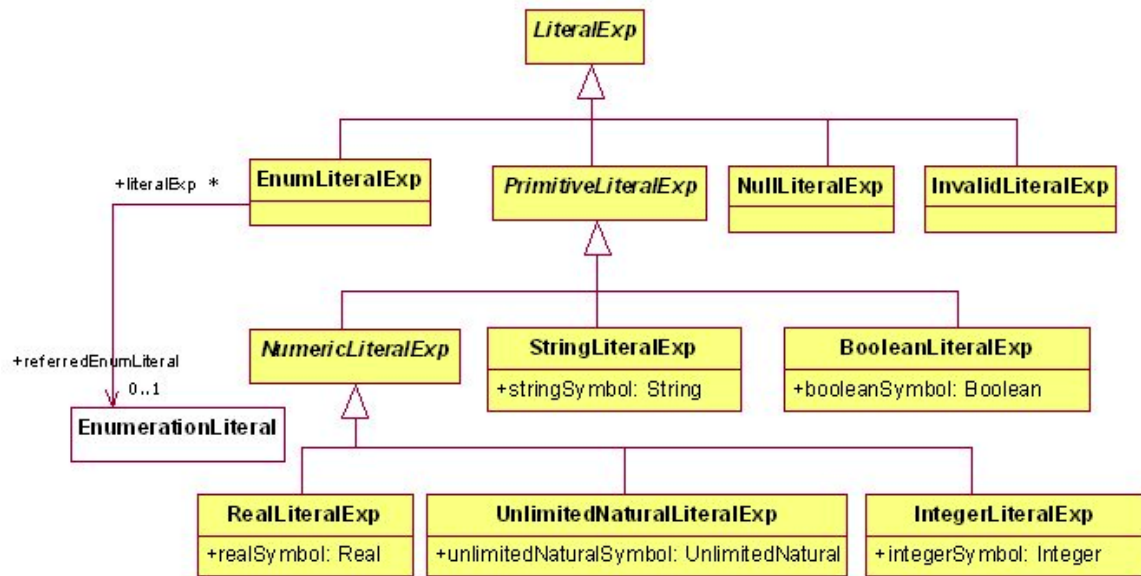 LiteralExp
+literalExp *
EnumLiteralExp
PrimitiveLiteralExp
NullLiteralExp
InvalidLiteralExp
+referredEnumLiteral
0..1
EnumerationLiteral
NumericLiteralExp
StringLiteralExp
+stringSymbol: String
BooleanLiteralExp
+booleanSymbol: Boolean
RealLiteralExp
+realSymbol: Real
UnlimitedNaturalLiteralExp
+unlimitedNaturalSymbol: UnlimitedNatural
IntegerLiteralExp
+integerSymbol: Integer